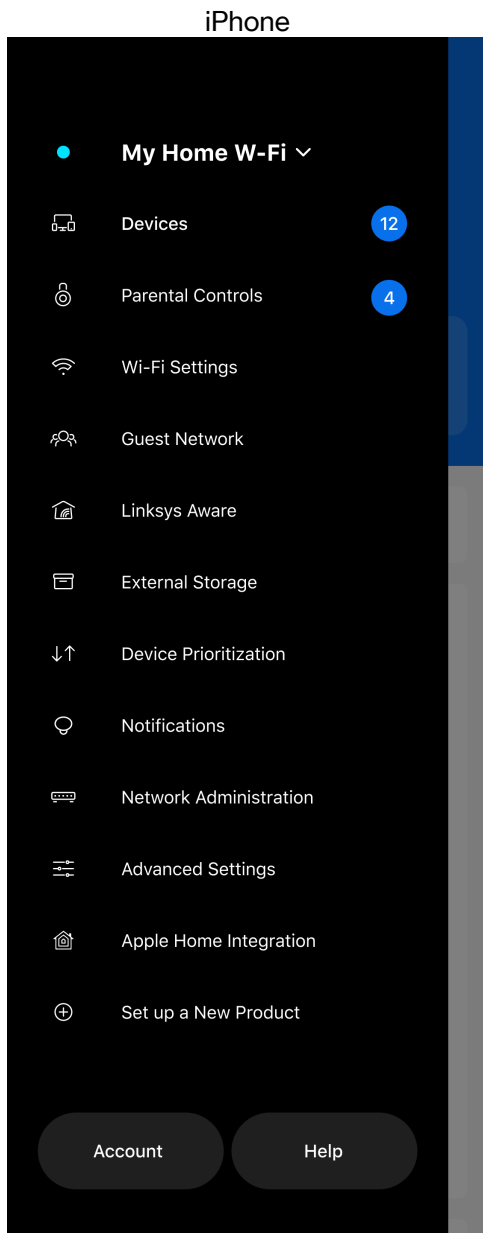 iPhone
My Home W-Fi
Devices 12
Parental Controls 4
Wi-Fi Settings
Guest Network
Linksys Aware
External Storage
Device Prioritization
Notifications
Network Administration
Advanced Settings
Apple Home Integration
Set up a New Product
Account Help